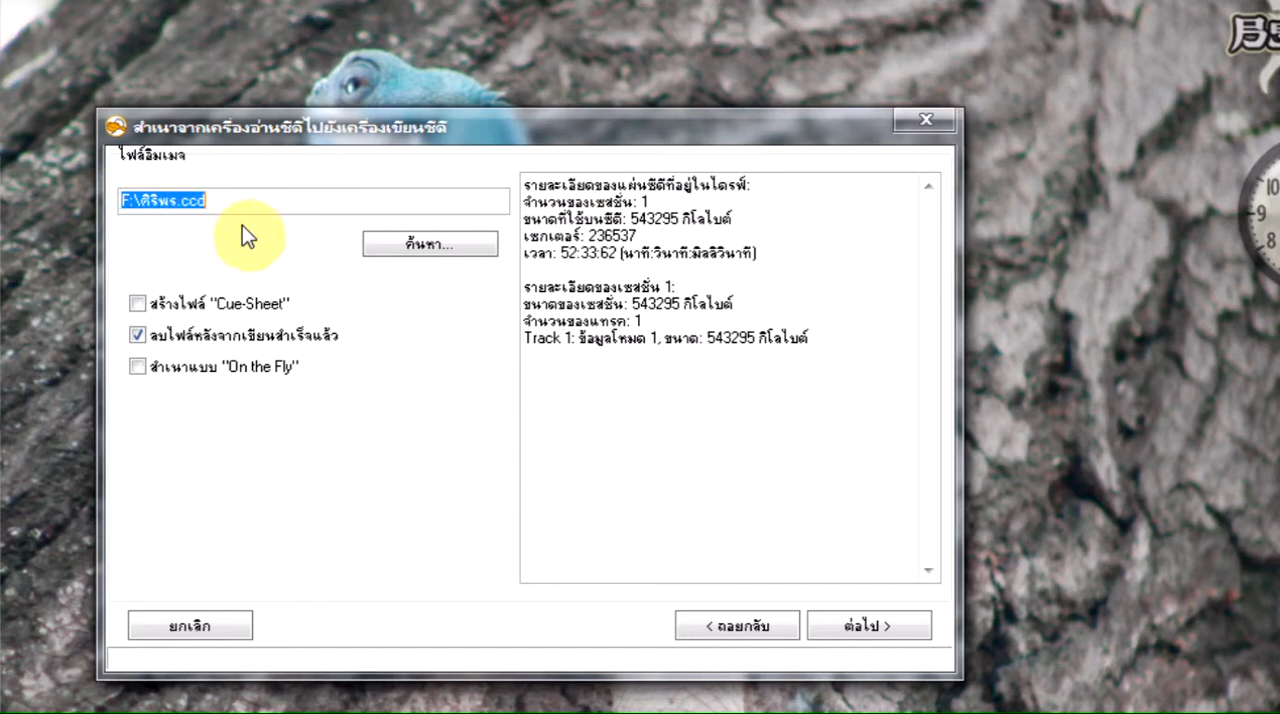 สำเนาจากเครื่องอ่านซีดีไปยังเครื่องเขียนซีดี
ไฟล์อิมเมจ
F:\ศิริพร.ccd
ค้นหา...
สร้างไฟล์ "Cue-Sheet"
ลบไฟล์หลังจากเขียนสำเร็จแล้ว
สำเนาแบบ "On the Fly"
รายละเอียดของแผ่นซีดีที่อยู่ในไดรฟ์:
จำนวนของเซสชั่น: 1
ขนาดที่ใช้บนซีดี: 543295 กิโลไบต์
เซกเตอร์: 236537
เวลา: 52:33:62 (นาที:วินาที:มิลลิวินาที)
รายละเอียดของเซสชั่น 1:
ขนาดของเซสชั่น: 543295 กิโลไบต์
จำนวนของแทรค: 1
Track 1: ข้อมูลโหมด 1, ขนาด: 543295 กิโลไบต์
ยกเลิก
< ถอยกลับ
ต่อไป >
10
9
8